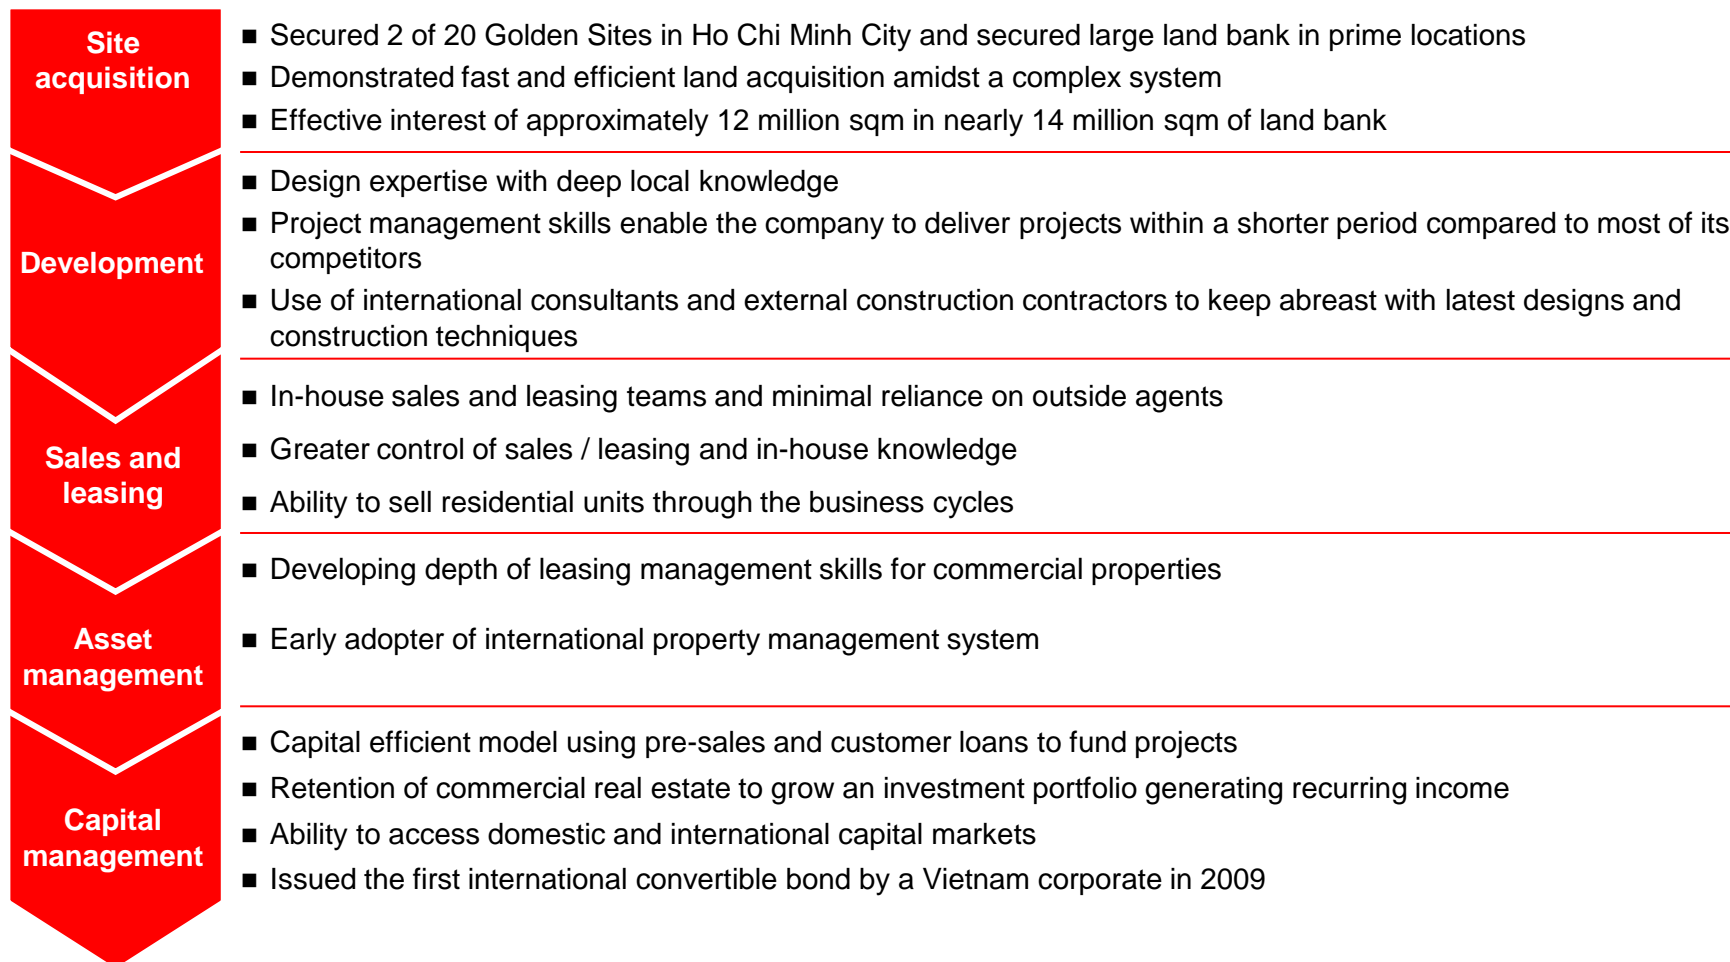 Site
acquisition
■ Secured 2 of 20 Golden Sites in Ho Chi Minh City and secured large land bank in prime locations
■ Demonstrated fast and efficient land acquisition amidst a complex system
■ Effective interest of approximately 12 million sqm in nearly 14 million sqm of land bank
Development
■ Design expertise with deep local knowledge
■ Project management skills enable the company to deliver projects within a shorter period compared to most of its
competitors
■ Use of international consultants and external construction contractors to keep abreast with latest designs and
construction techniques
Sales and
leasing
■ In-house sales and leasing teams and minimal reliance on outside agents
■ Greater control of sales / leasing and in-house knowledge
■ Ability to sell residential units through the business cycles
Asset
management
■ Developing depth of leasing management skills for commercial properties
■ Early adopter of international property management system
Capital
management
■ Capital efficient model using pre-sales and customer loans to fund projects
■ Retention of commercial real estate to grow an investment portfolio generating recurring income
■ Ability to access domestic and international capital markets
■ Issued the first international convertible bond by a Vietnam corporate in 2009